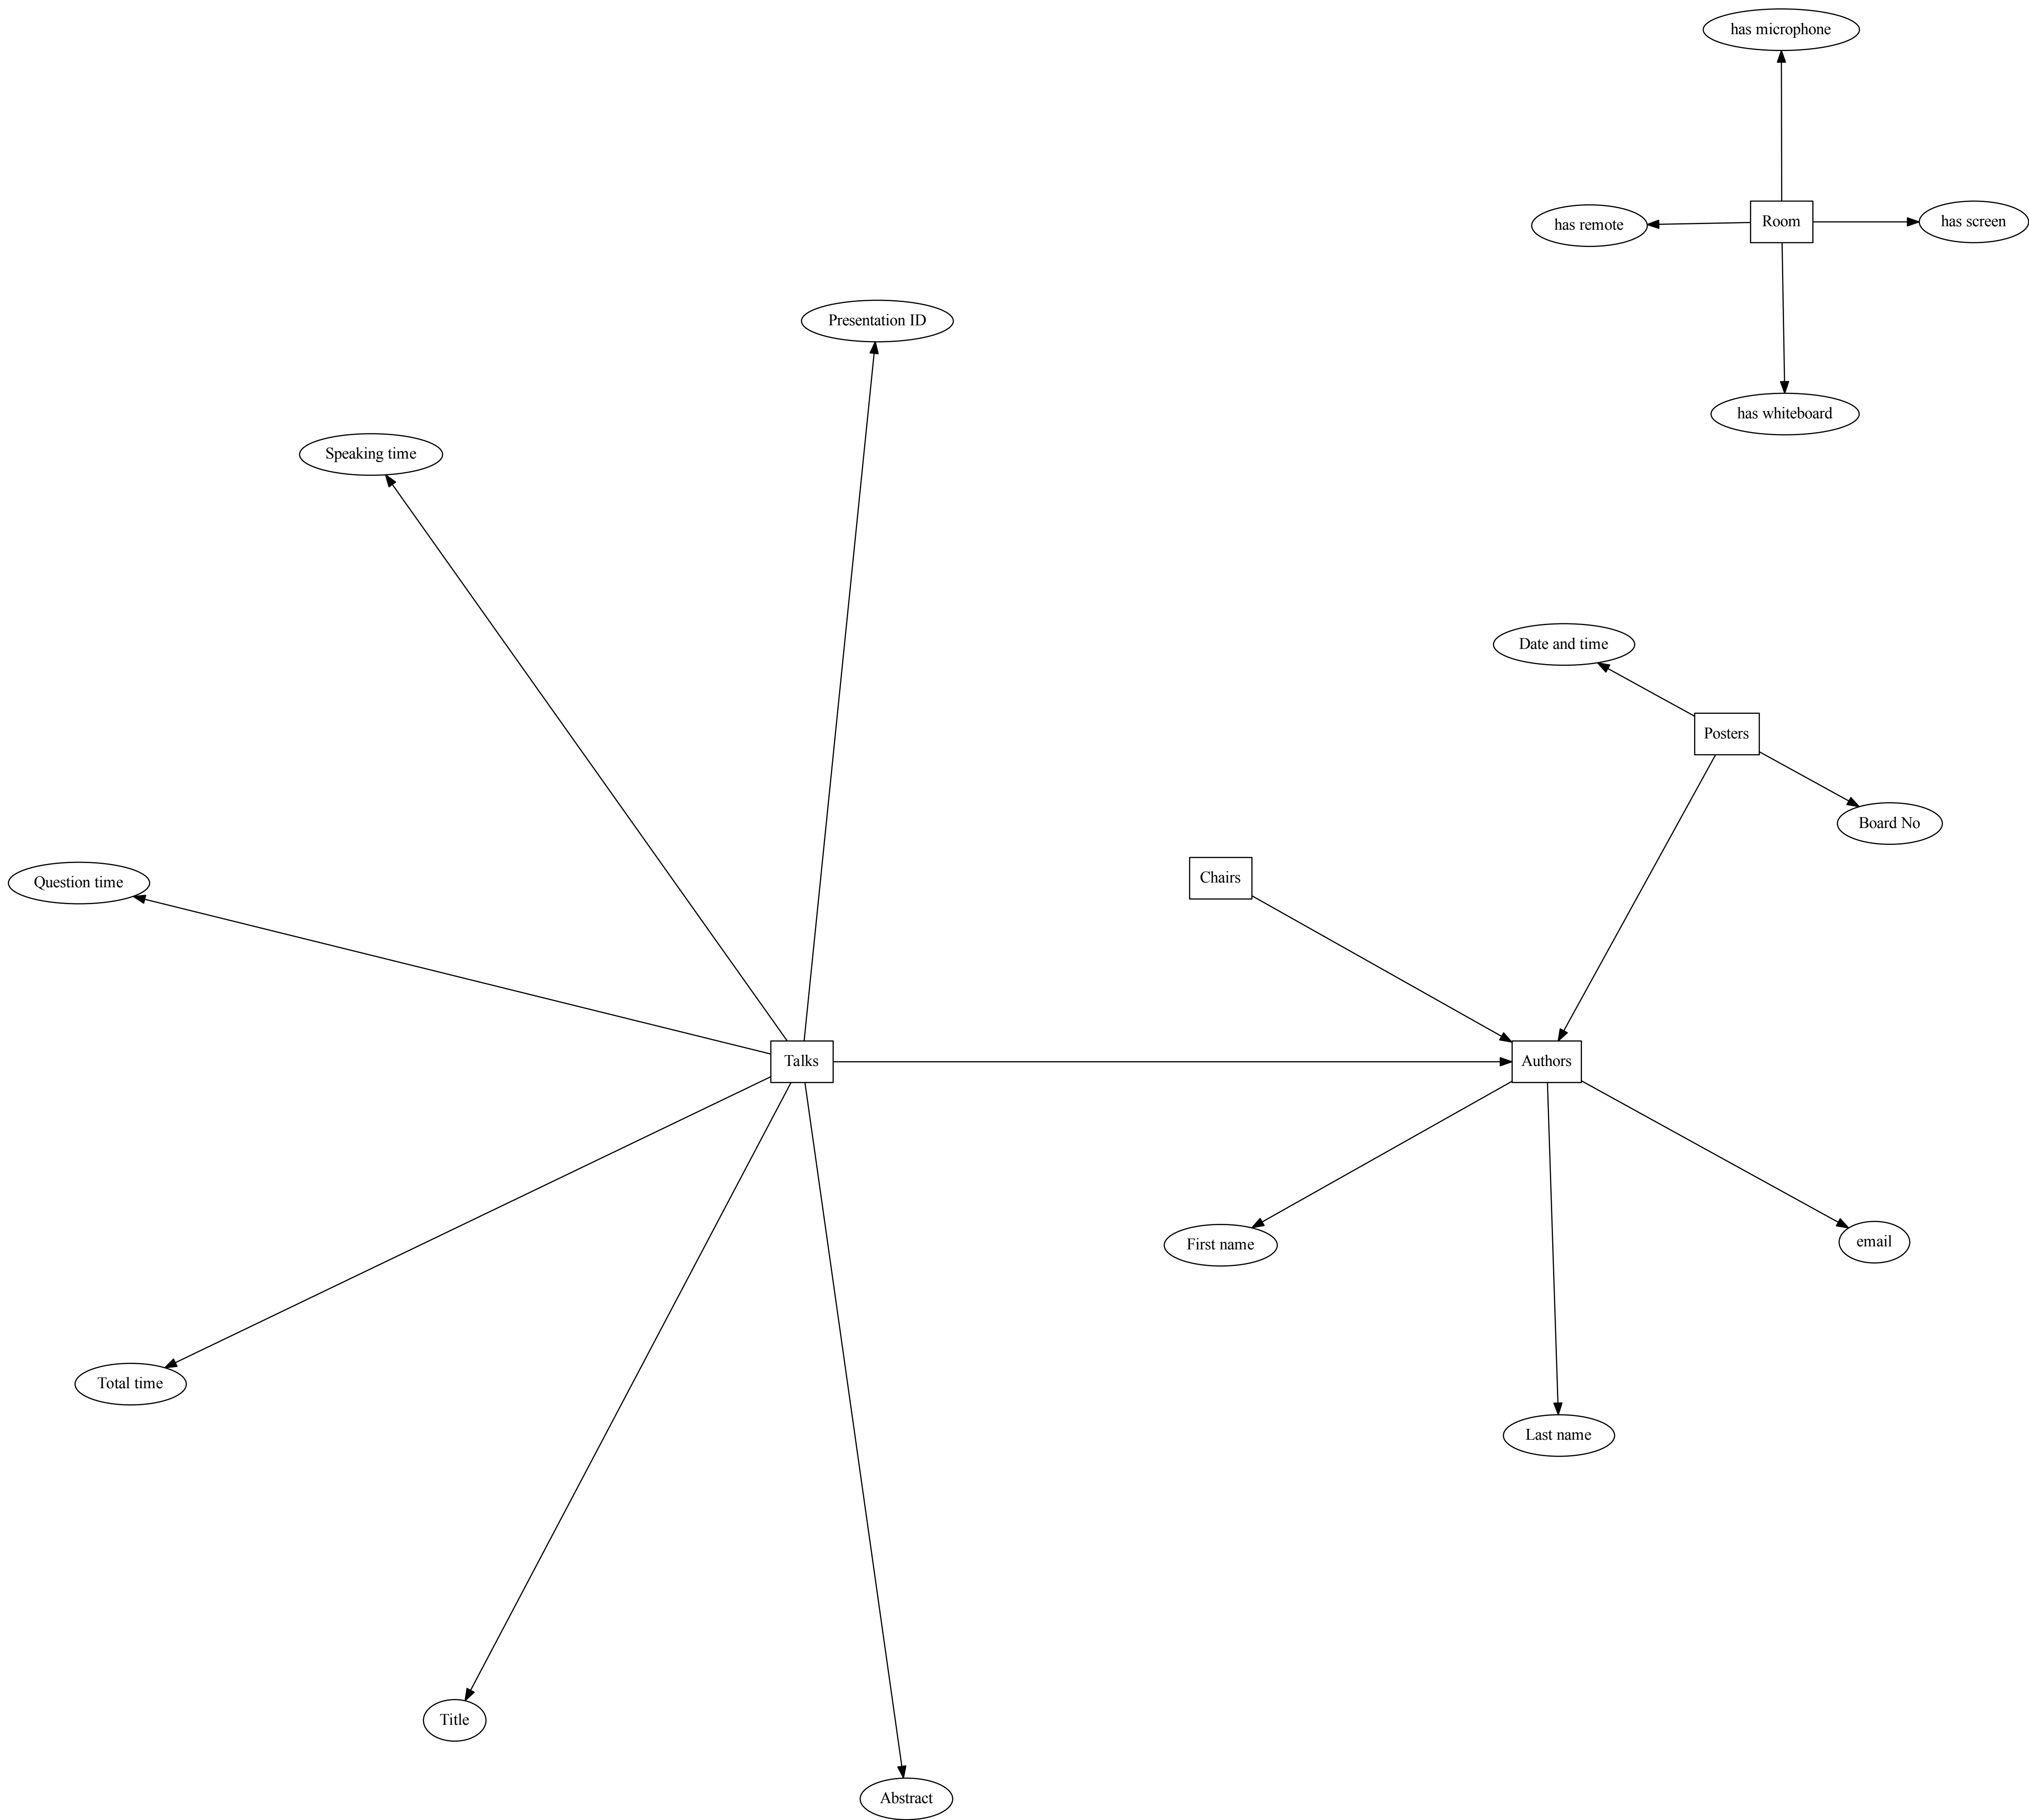 has microphone
has remote
Room
has screen
Presentation ID
has whiteboard
Speaking time
Date and time
Posters
Board No
Question time
Chairs
Talks
Authors
First name
email
Total time
Last name
Title
Abstract